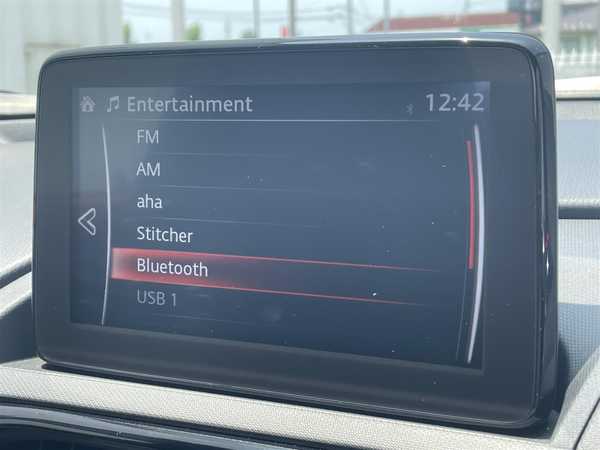 Entertainment 12:42
FM
AM
aha
Stitcher
Bluetooth
USB 1